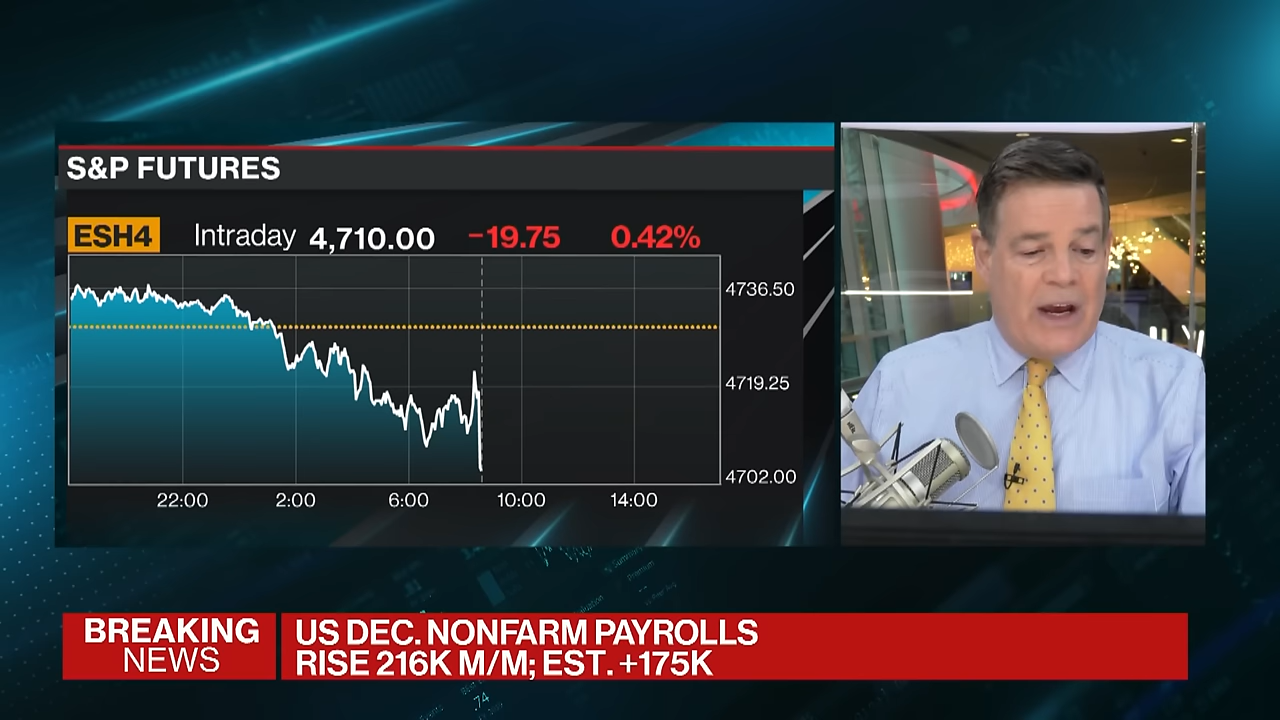 S&P FUTURES
ESH4 Intraday 4,710.00 −19.75 0.42%
4736.50
4719.25
4702.00
22:00 2:00 6:00 10:00 14:00
BREAKING
NEWS
US DEC. NONFARM PAYROLLS
RISE 216K M/M; EST. +175K
74